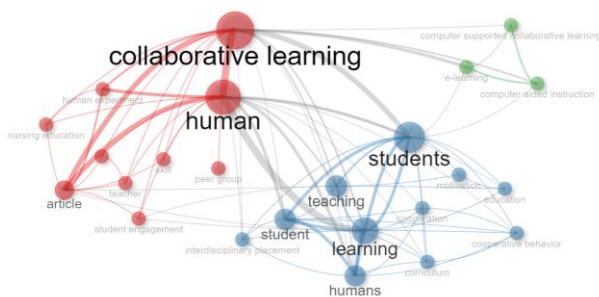 computer supported collaborative learning
collaborative learning
e-learning
computer aided instruction
human experiment
nursing education
human
students
skill
peer group
teacher
article
teaching
motivation
education
student engagement
cooperation
student
learning
interdisciplinary placement
cooperative behavior
curriculum
humans